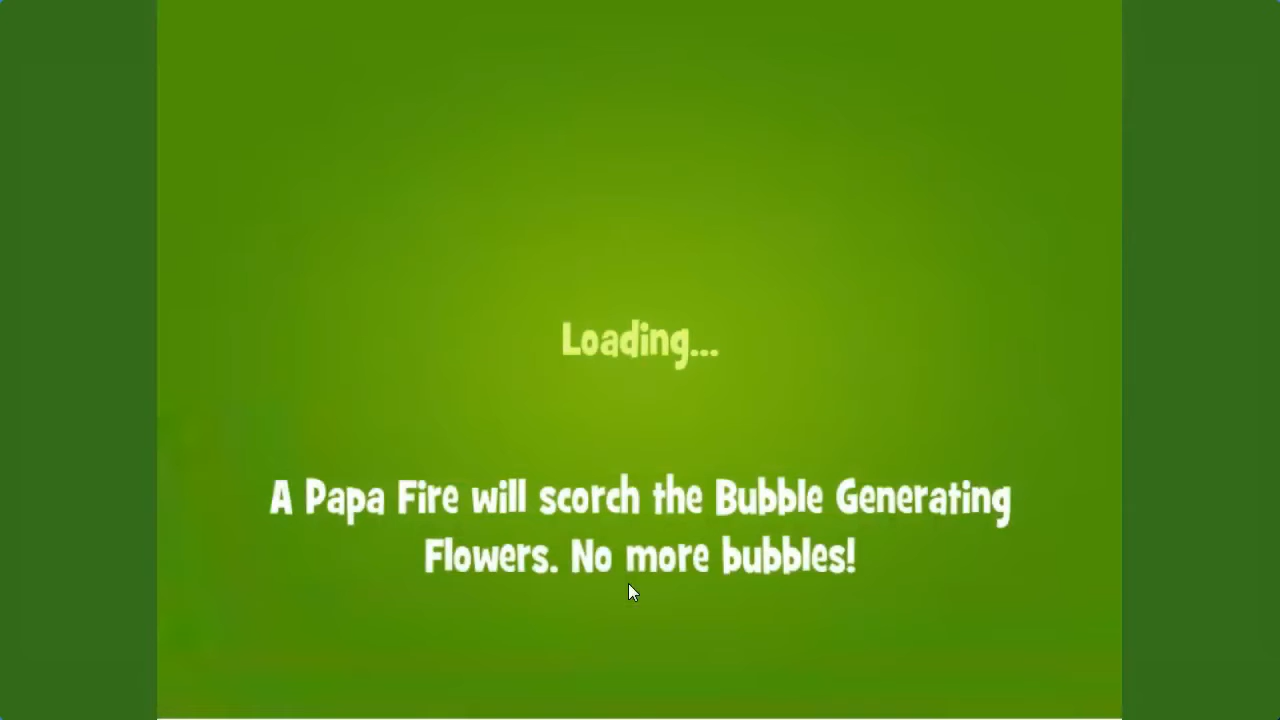 Loading...
A Papa Fire will scorch the Bubble Generating
Flowers. No more bubbles!